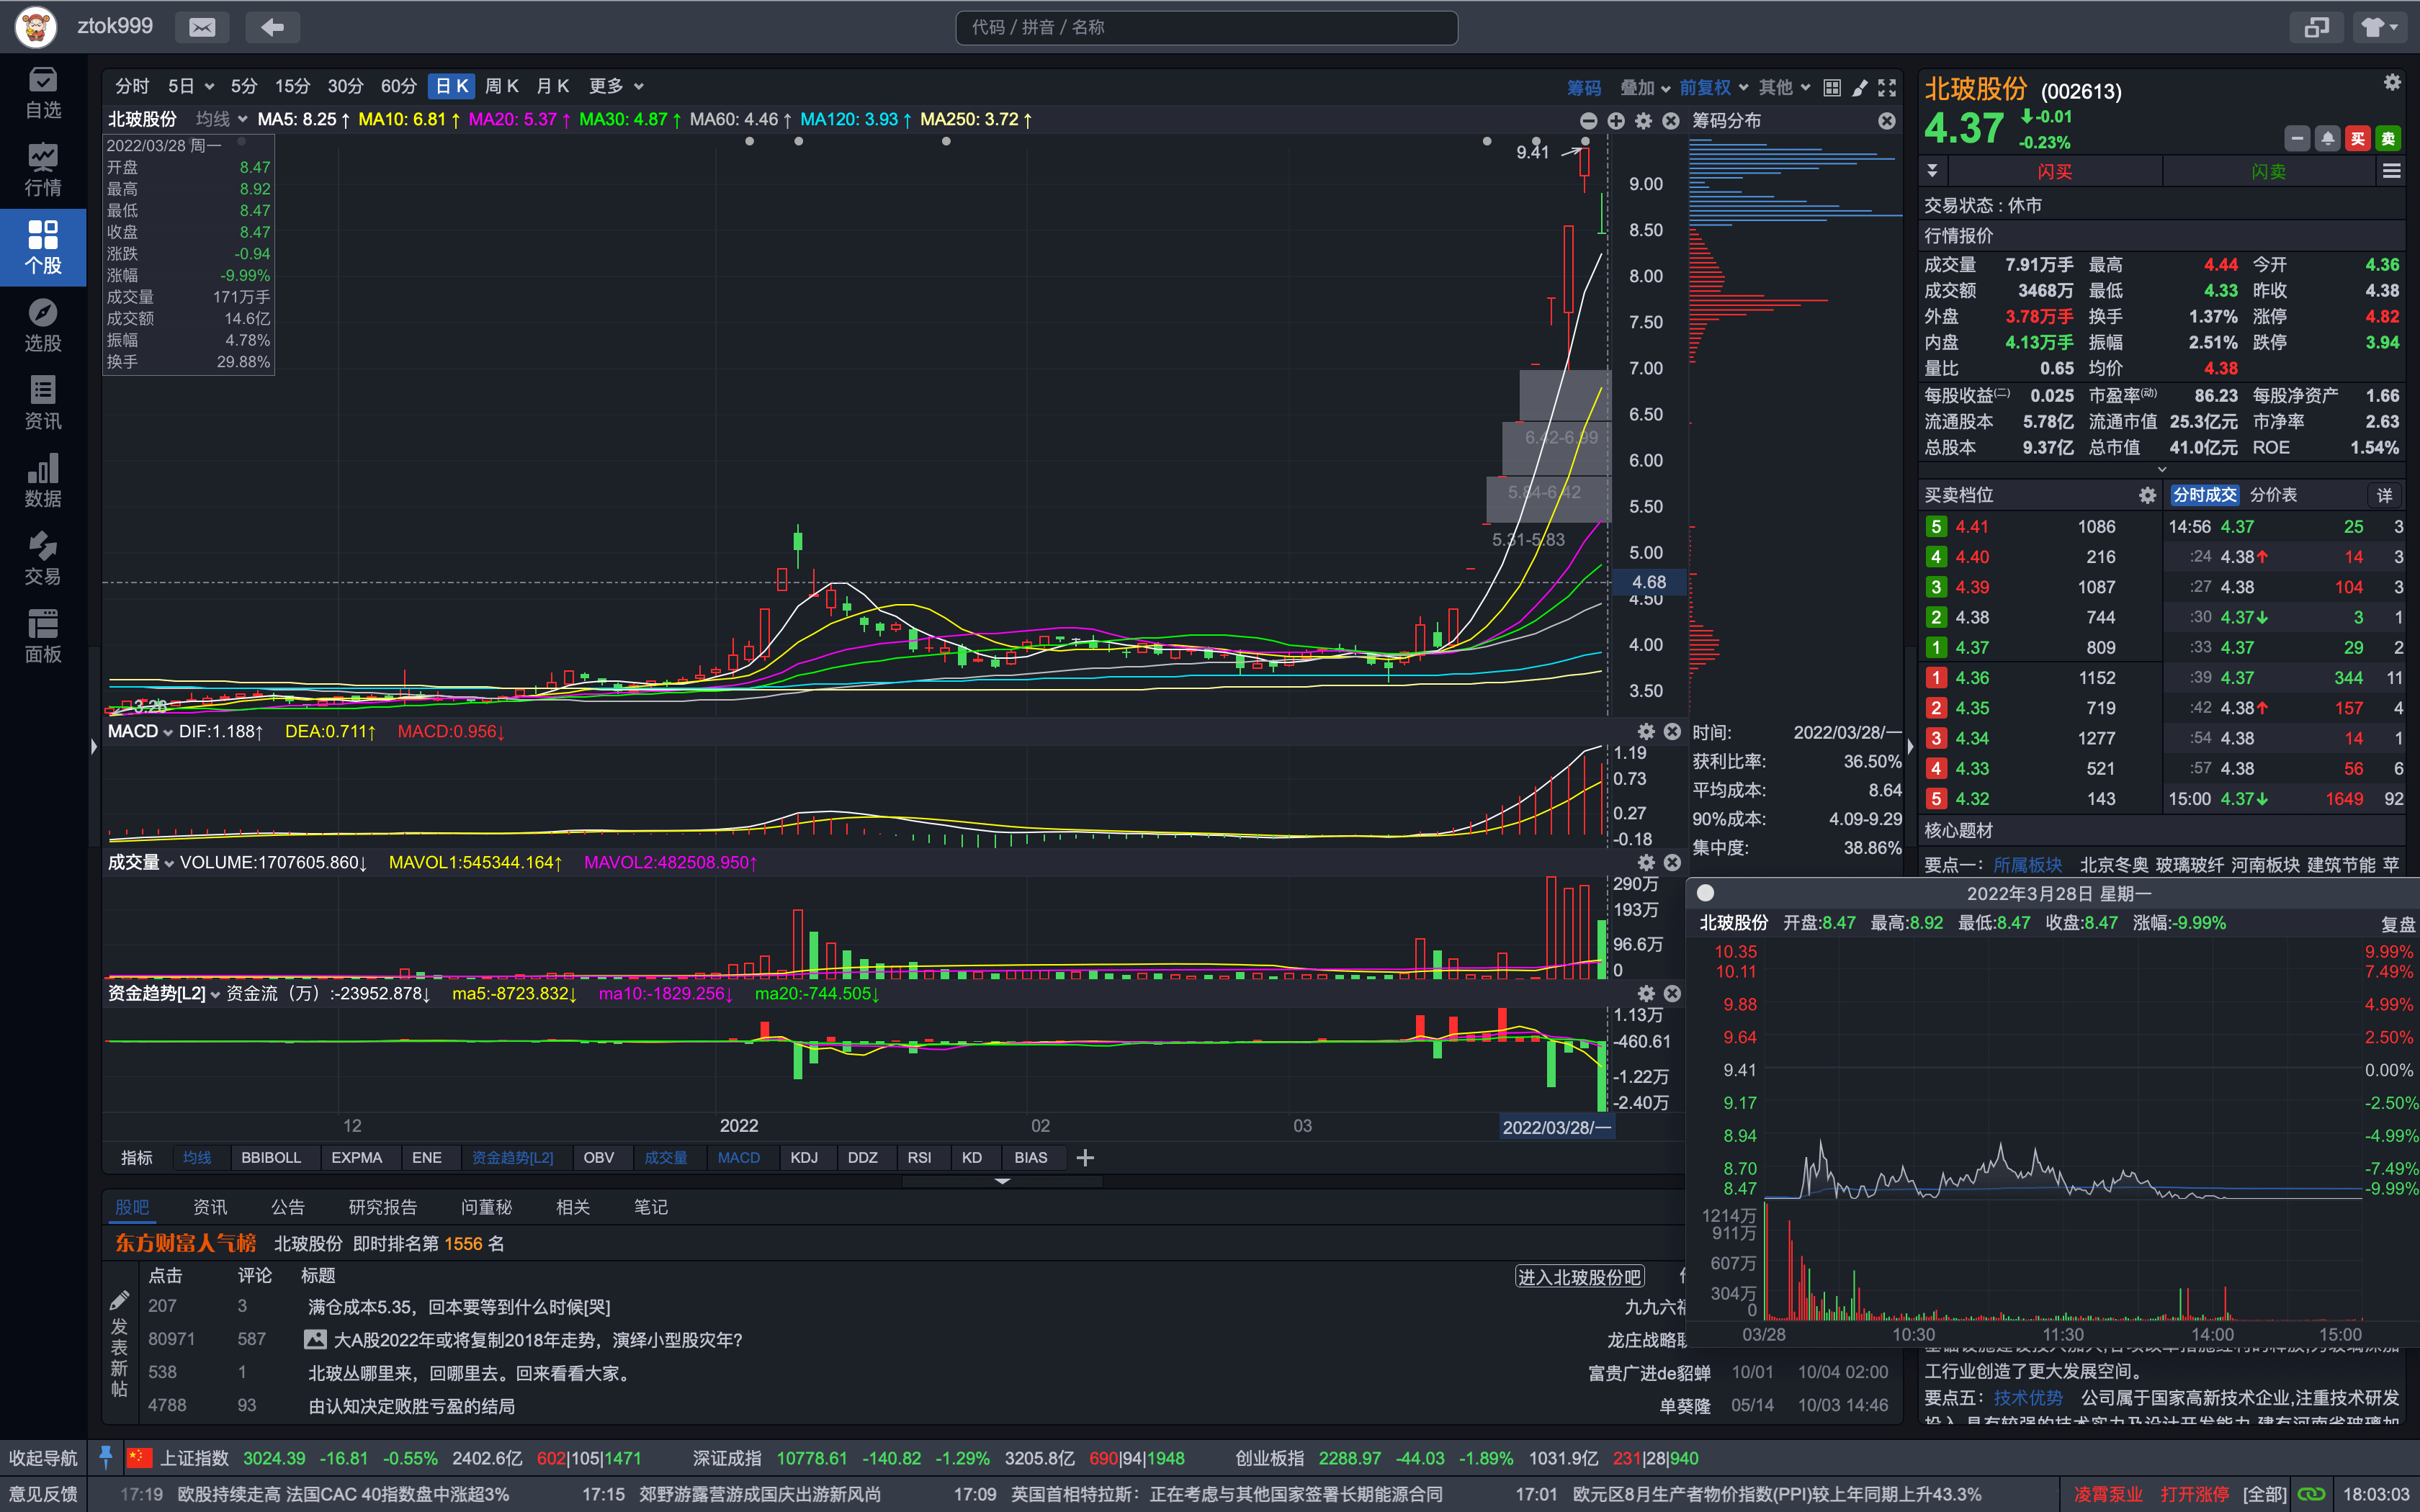 ztok999
代码 / 拼音 / 名称
自选
行情
个股
选股
资讯
数据
交易
面板
分时 5日 5分 15分 30分 60分 日K 周K 月K 更多
筹码 叠加 前复权 其他
北玻股份 均线 MA5: 8.25↑ MA10: 6.81↑ MA20: 5.37↑ MA30: 4.87↑ MA60: 4.46↑ MA120: 3.93↑ MA250: 3.72↑
筹码分布
2022/03/28 周一
开盘 8.47
最高 8.92
最低 8.47
收盘 8.47
涨跌 -0.94
涨幅 -9.99%
成交量 171万手
成交额 14.6亿
振幅 4.78%
换手 29.88%
9.41
9.00
8.50
8.00
7.50
7.00
6.50
6.42-6.99
6.00
5.84-6.42
5.50
5.31-5.83
5.00
4.68
4.50
4.00
3.50
3.26
MACD DIF:1.188↑ DEA:0.711↑ MACD:0.956↓
1.19
0.73
0.27
-0.18
成交量 VOLUME:1707605.860↓ MAVOL1:545344.164↑ MAVOL2:482508.950↑
290万
193万
96.6万
0
资金趋势[L2] 资金流（万）:-23952.878↓ ma5:-8723.832↓ ma10:-1829.256↓ ma20:-744.505↓
1.13万
-460.61
-1.22万
-2.40万
12 2022 02 03 2022/03/28/一
指标 均线 BBIBOLL EXPMA ENE 资金趋势[L2] OBV 成交量 MACD KDJ DDZ RSI KD BIAS
时间: 2022/03/28/一
获利比率: 36.50%
平均成本: 8.64
90%成本: 4.09-9.29
集中度: 38.86%
股吧 资讯 公告 研究报告 问董秘 相关 笔记
东方财富人气榜 北玻股份 即时排名第 1556 名
点击 评论 标题 进入北玻股份吧
发表新帖
207 3 满仓成本5.35，回本要等到什么时候[哭] 九九六
80971 587 大A股2022年或将复制2018年走势，演绎小型股灾年? 龙庄战略
538 1 北玻丛哪里来，回哪里去。回来看看大家。 富贵广进de貂蝉 10/01 10/04 02:00
4788 93 由认知决定败胜亏盈的结局 单葵隆 05/14 10/03 14:46
北玻股份 (002613)
4.37 -0.01
-0.23%
买 卖
闪买 闪卖
交易状态 : 休市
行情报价
成交量 7.91万手 最高 4.44 今开 4.36
成交额 3468万 最低 4.33 昨收 4.38
外盘 3.78万手 换手 1.37% 涨停 4.82
内盘 4.13万手 振幅 2.51% 跌停 3.94
量比 0.65 均价 4.38
每股收益(二) 0.025 市盈率(动) 86.23 每股净资产 1.66
流通股本 5.78亿 流通市值 25.3亿元 市净率 2.63
总股本 9.37亿 总市值 41.0亿元 ROE 1.54%
买卖档位 分时成交 分价表 详
5 4.41 1086 14:56 4.37 25 3
4 4.40 216 :24 4.38↑ 14 3
3 4.39 1087 :27 4.38 104 3
2 4.38 744 :30 4.37↓ 3 1
1 4.37 809 :33 4.37 29 2
1 4.36 1152 :39 4.37 344 11
2 4.35 719 :42 4.38↑ 157 4
3 4.34 1277 :54 4.38 14 1
4 4.33 521 :57 4.38 56 6
5 4.32 143 15:00 4.37↓ 1649 92
核心题材
要点一: 所属板块 北京冬奥 玻璃玻纤 河南板块 建筑节能 苹
2022年3月28日 星期一
北玻股份 开盘:8.47 最高:8.92 最低:8.47 收盘:8.47 涨幅:-9.99% 复盘
10.35 9.99%
10.11 7.49%
9.88 4.99%
9.64 2.50%
9.41 0.00%
9.17 -2.50%
8.94 -4.99%
8.70 -7.49%
8.47 -9.99%
1214万
911万
607万
304万
0
03/28 10:30 11:30 14:00 15:00
工行业创造了更大发展空间。
要点五: 技术优势 公司属于国家高新技术企业,注重技术研发
收起导航 上证指数 3024.39 -16.81 -0.55% 2402.6亿 602|105|1471 深证成指 10778.61 -140.82 -1.29% 3205.8亿 690|94|1948 创业板指 2288.97 -44.03 -1.89% 1031.9亿 231|28|940
意见反馈 17:19 欧股持续走高 法国CAC 40指数盘中涨超3% 17:15 郊野游露营游成国庆出游新风尚 17:09 英国首相特拉斯：正在考虑与其他国家签署长期能源合同 17:01 欧元区8月生产者物价指数(PPI)较上年同期上升43.3% 凌霄泵业 打开涨停 [全部] 18:03:03